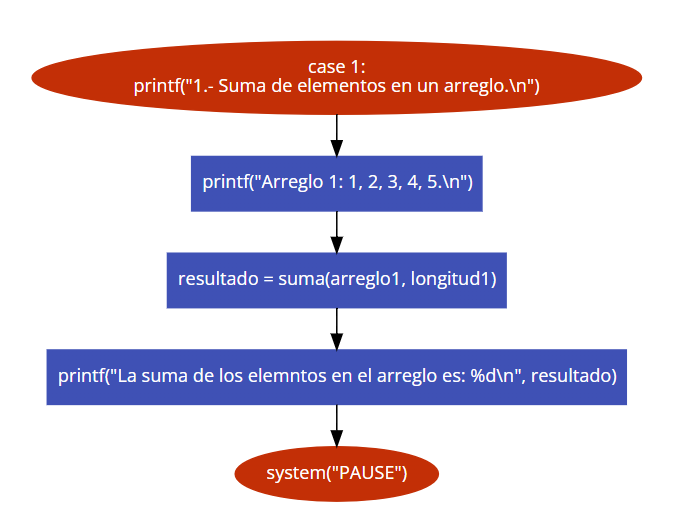 case 1:
printf("1.- Suma de elementos en un arreglo.\n")
printf("Arreglo 1: 1, 2, 3, 4, 5.\n")
resultado = suma(arreglo1, longitud1)
printf("La suma de los elemntos en el arreglo es: %d\n", resultado)
system("PAUSE")